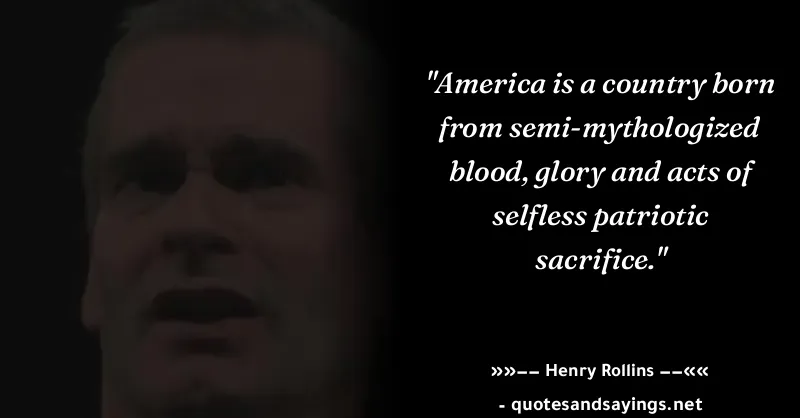 "America is a country born
from semi-mythologized
blood, glory and acts of
selfless patriotic
sacrifice."
»»−− Henry Rollins −−««
- quotesandsayings.net